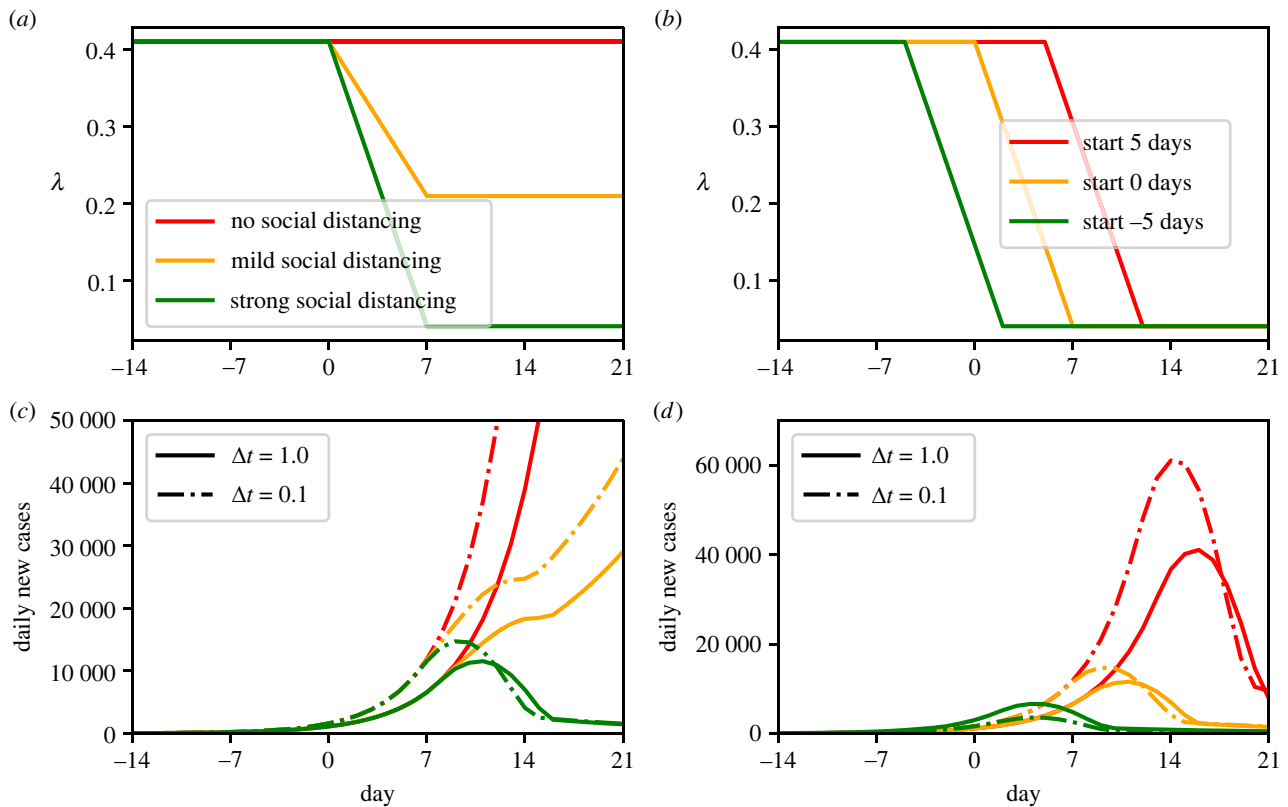 (a)
0.4
0.3
λ
0.2
0.1
no social distancing
mild social distancing
strong social distancing
–14
–7
0
7
14
21
(b)
0.4
0.3
λ
0.2
0.1
start 5 days
start 0 days
start –5 days
–14
–7
0
7
14
21
(c)
50 000
40 000
30 000
20 000
10 000
0
daily new cases
Δt = 1.0
Δt = 0.1
–14
–7
0
7
14
21
day
(d)
60 000
40 000
20 000
0
daily new cases
Δt = 1.0
Δt = 0.1
–14
–7
0
7
14
21
day